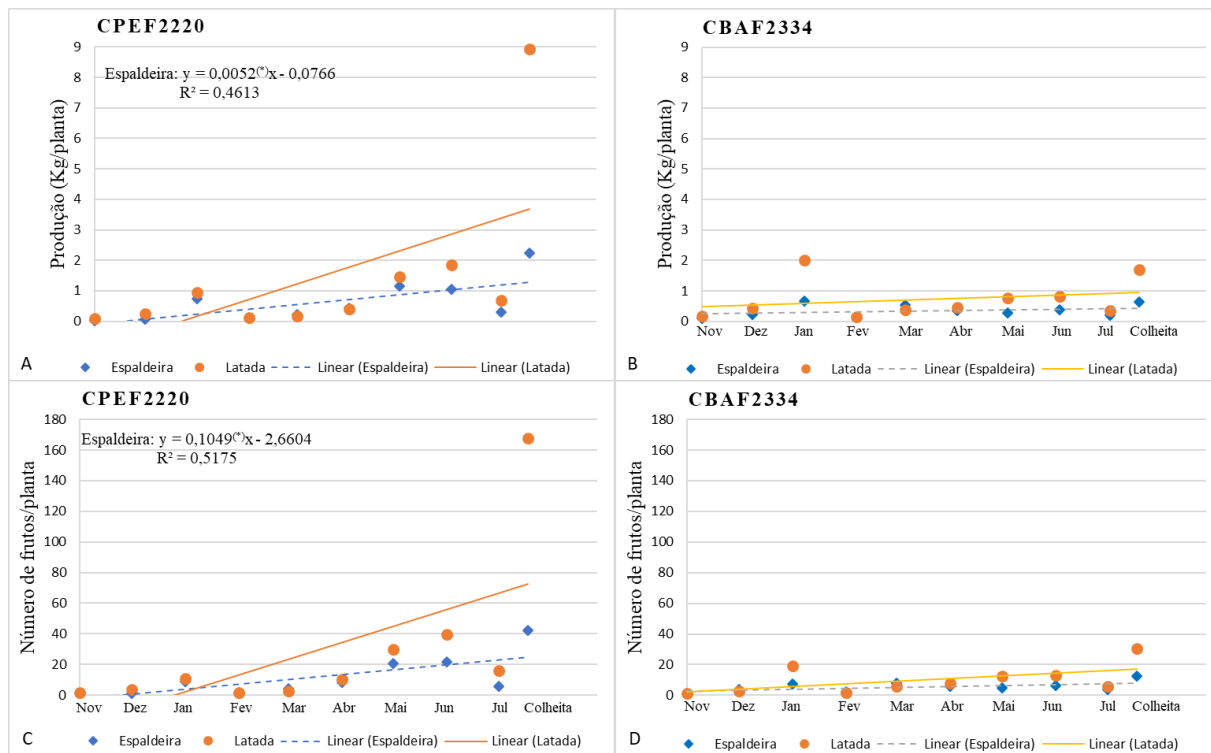 CPEF2220
Espaldeira: y = 0,0052(*)x - 0,0766
R² = 0,4613
Produção (Kg/planta)
9
8
7
6
5
4
3
2
1
0
A
Espaldeira Latada Linear (Espaldeira) Linear (Latada)
CBAF2334
Produção (Kg/planta)
9
8
7
6
5
4
3
2
1
0
Nov Dez Jan Fev Mar Abr Mai Jun Jul Colheita
B
Espaldeira Latada Linear (Espaldeira) Linear (Latada)
CPEF2220
Espaldeira: y = 0,1049(*)x - 2,6604
R² = 0,5175
Número de frutos/planta
180
160
140
120
100
80
60
40
20
0
Nov Dez Jan Fev Mar Abr Mai Jun Jul Colheita
C
Espaldeira Latada Linear (Espaldeira) Linear (Latada)
CBAF2334
Número de frutos/planta
180
160
140
120
100
80
60
40
20
0
Nov Dez Jan Fev Mar Abr Mai Jun Jul Colheita
D
Espaldeira Latada Linear (Espaldeira) Linear (Latada)